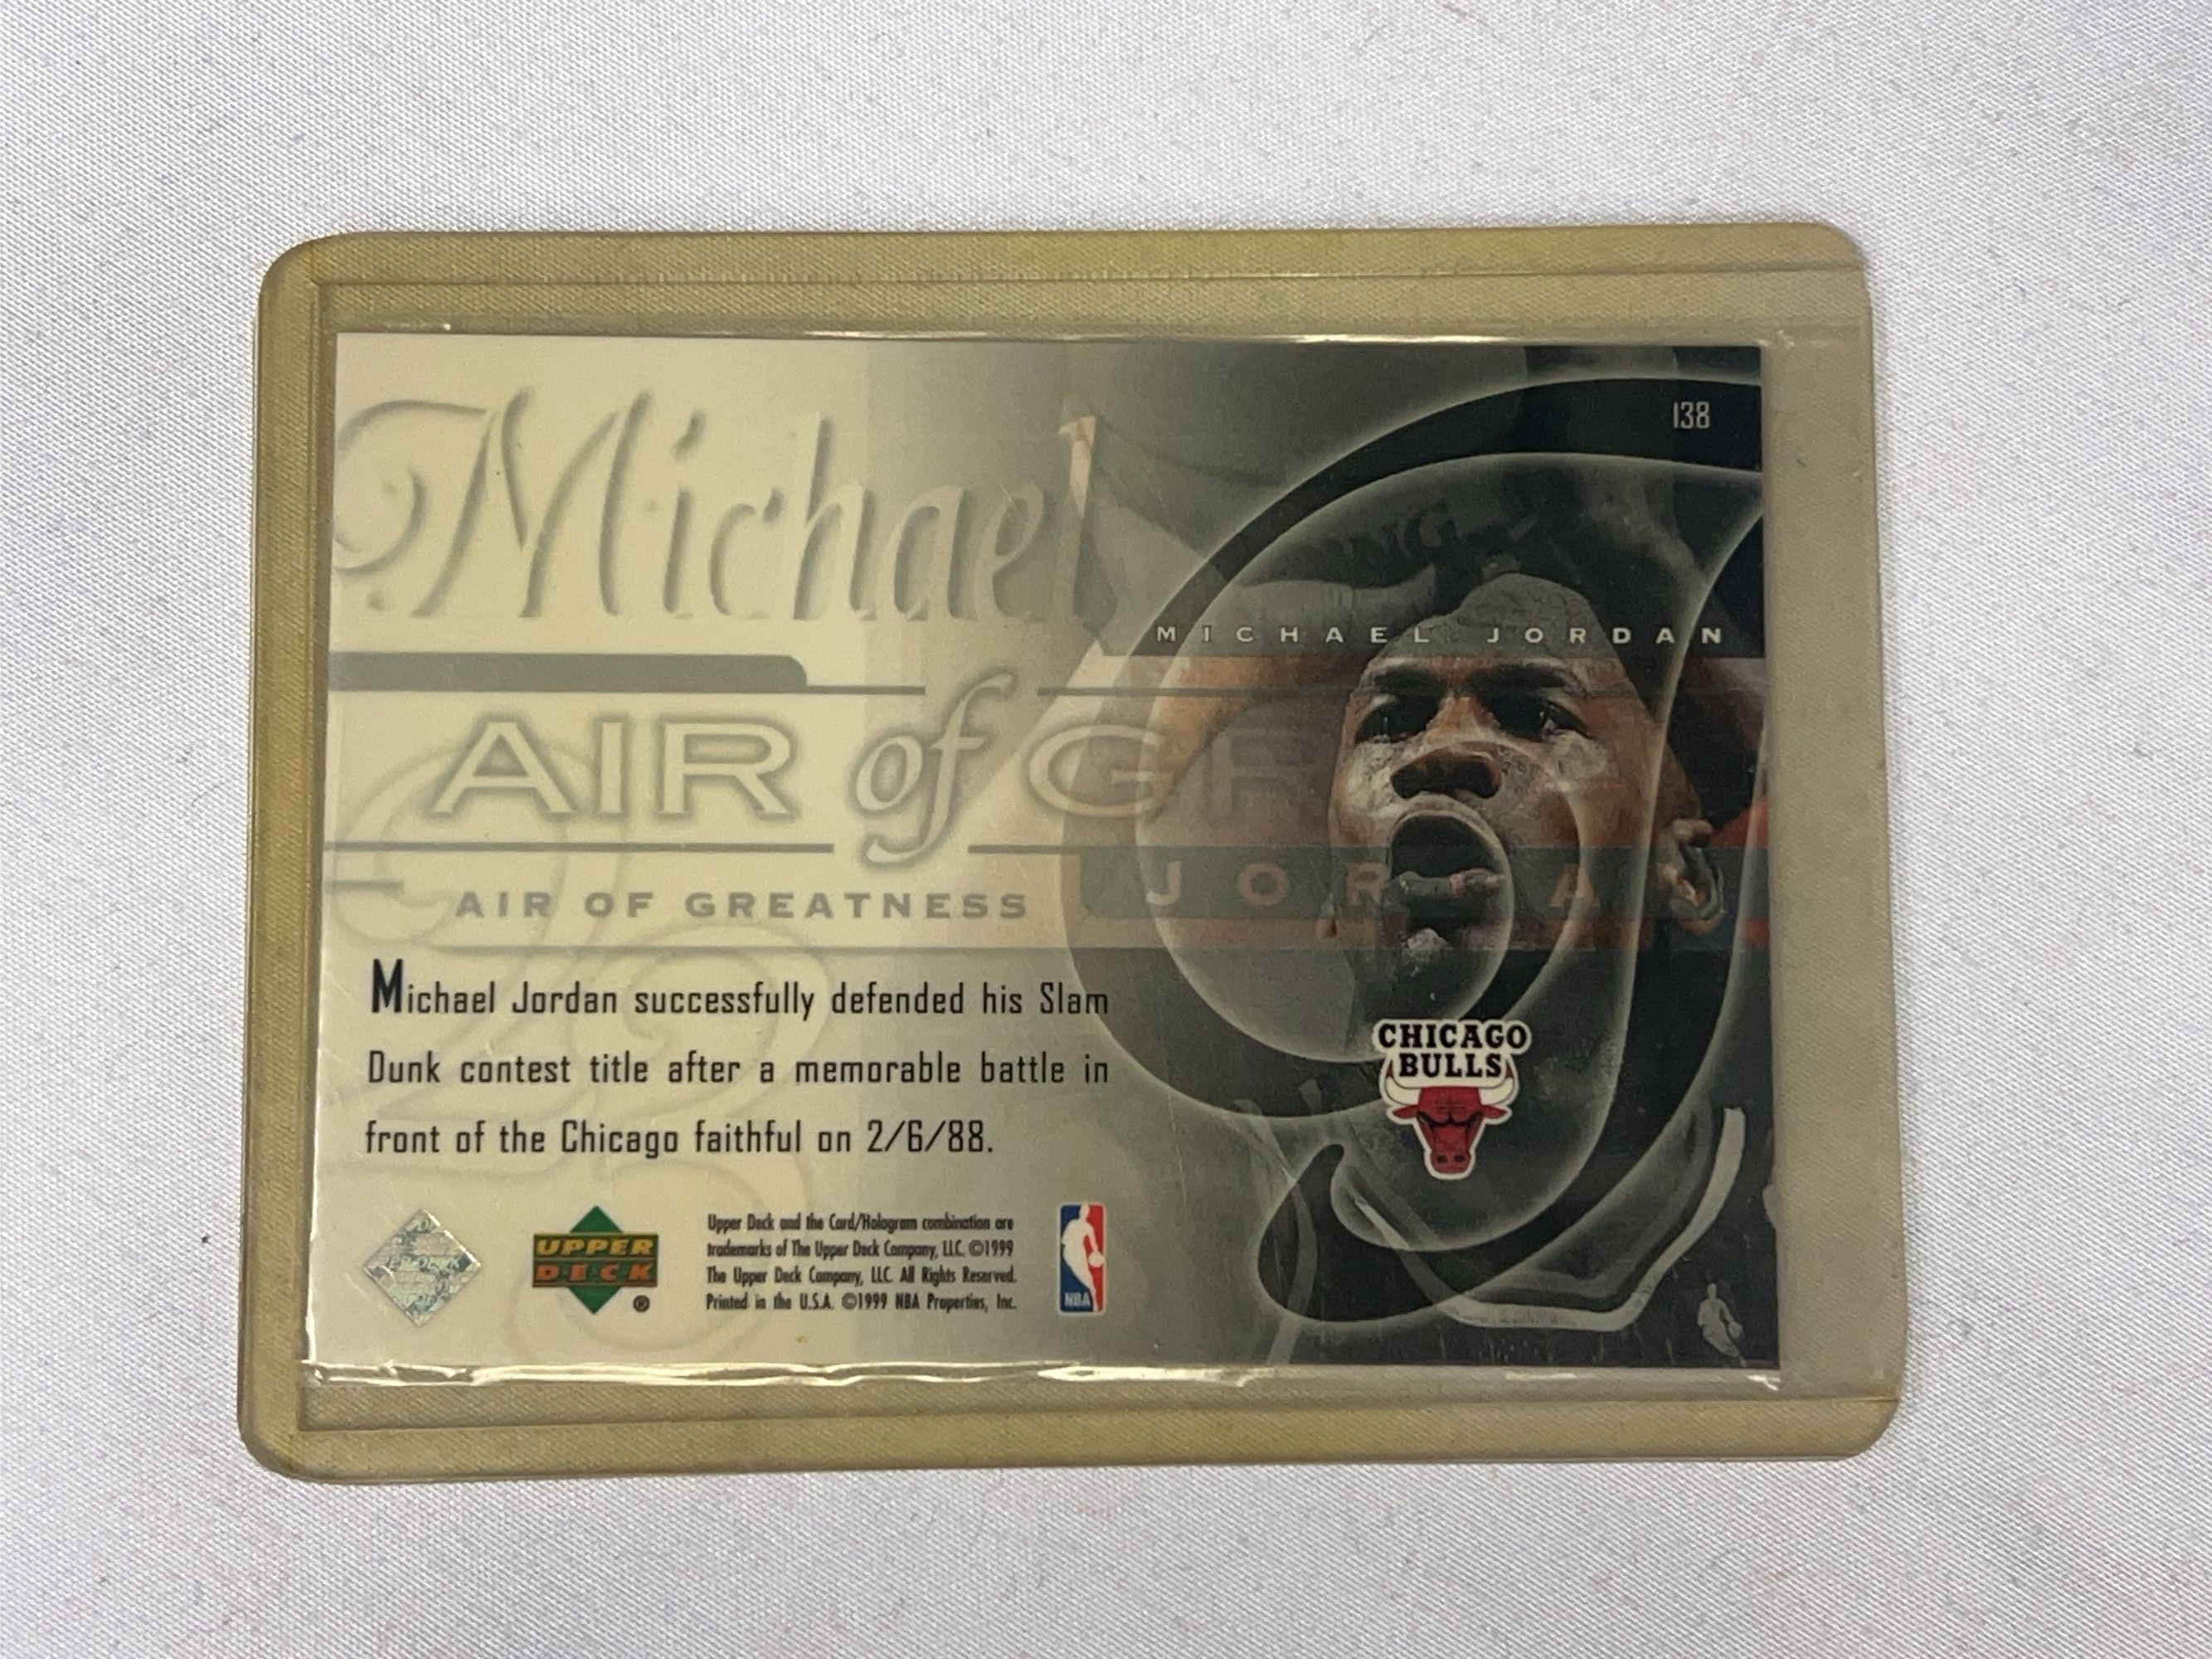 138
Michael
MICHAEL JORDAN
AIR of GR
JOR A
AIR OF GREATNESS
Michael Jordan successfully defended his Slam
Dunk contest title after a memorable battle in
front of the Chicago faithful on 2/6/88.
CHICAGO
BULLS
UPPER
DECK
®
Upper Deck and the Card/Hologram combination are
trademarks of The Upper Deck Company, LLC. ©1999
The Upper Deck Company, LLC. All Rights Reserved.
Printed in the U.S.A. ©1999 NBA Properties, Inc.
NBA